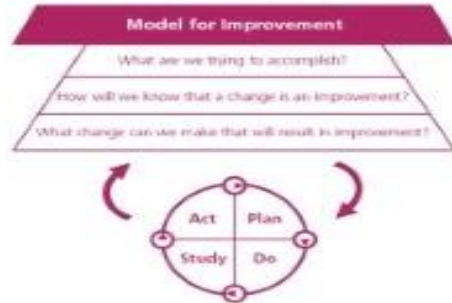 Model for Improvement
What are we trying to accomplish?
How will we know that a change is an improvement?
What change can we make that will result in improvement?
Act Plan
Study Do